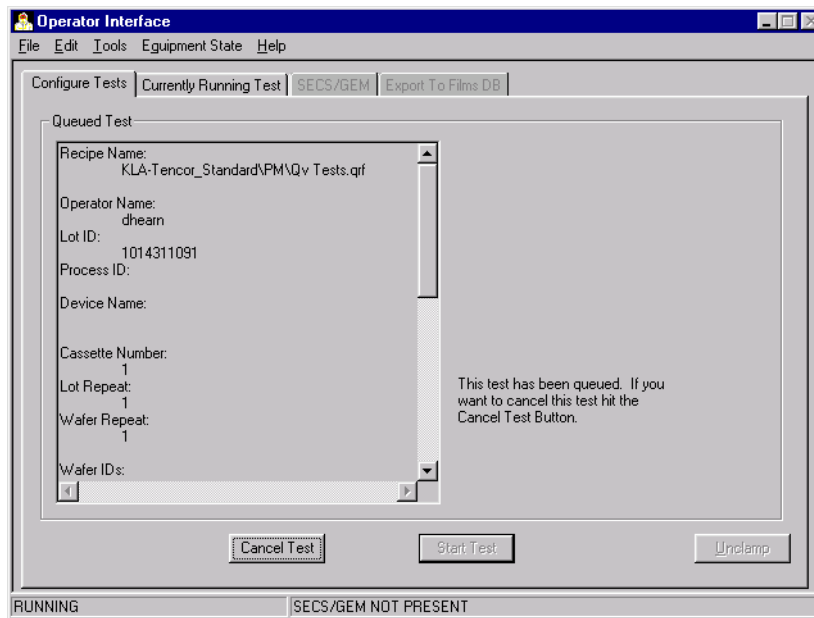 Operator Interface
File Edit Tools Equipment State Help
Configure Tests Currently Running Test SECS/GEM Export To Films DB
Queued Test
Recipe Name:
KLA-Tencor_Standard\PM\Qv Tests.qrf
Operator Name:
dhearn
Lot ID:
1014311091
Process ID:
Device Name:
Cassette Number:
1
Lot Repeat:
1
Wafer Repeat:
1
Wafer IDs:
This test has been queued. If you
want to cancel this test hit the
Cancel Test Button.
Cancel Test Start Test Unclamp
RUNNING SECS/GEM NOT PRESENT